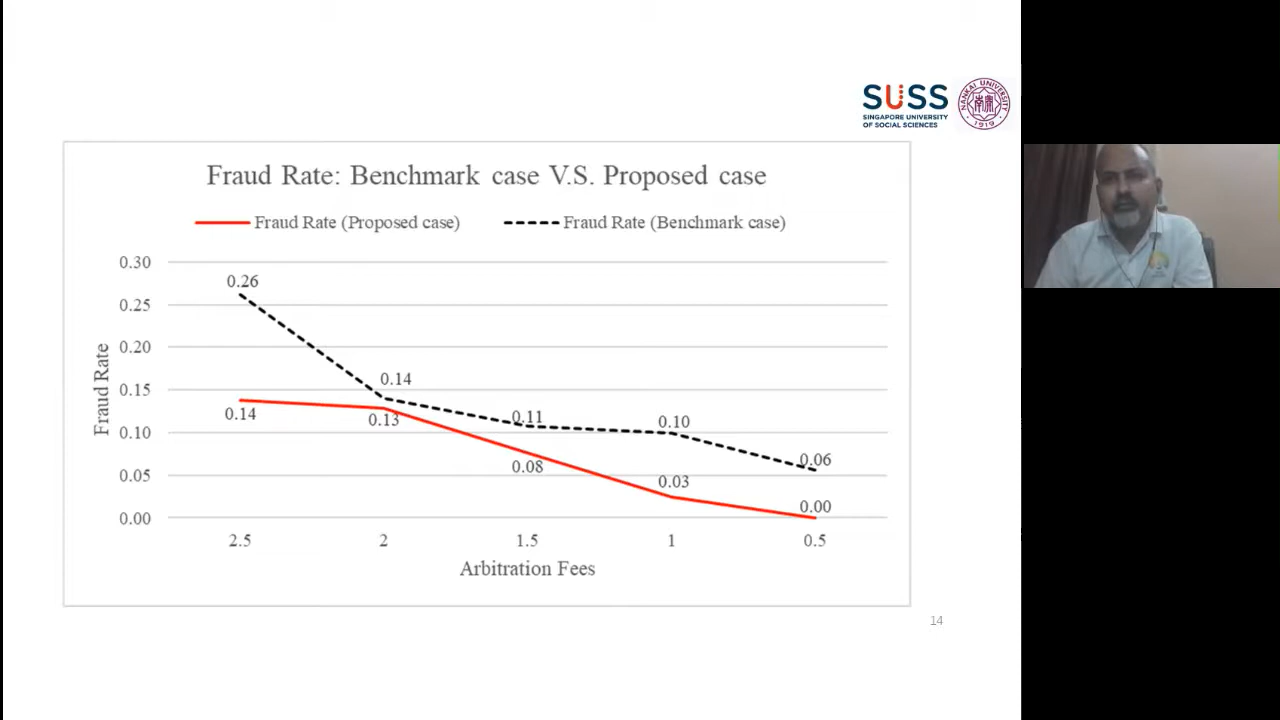 SUSS
SINGAPORE UNIVERSITY
OF SOCIAL SCIENCES
NANKAI UNIVERSITY
1919
Fraud Rate: Benchmark case V.S. Proposed case
Fraud Rate (Proposed case)
Fraud Rate (Benchmark case)
Fraud Rate
0.30
0.25
0.20
0.15
0.10
0.05
0.00
0.26
0.14
0.11
0.10
0.06
0.14
0.13
0.08
0.03
0.00
2.5
2
1.5
1
0.5
Arbitration Fees
14